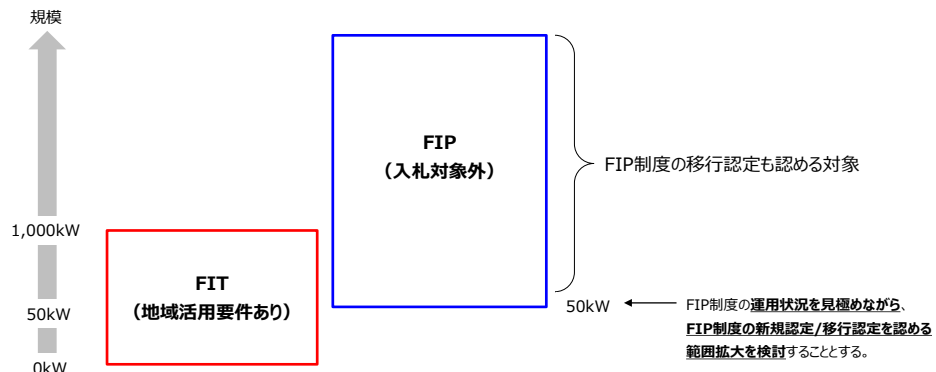 規模
FIP
（入札対象外）
FIP制度の移行認定も認める対象
1,000kW
FIT
（地域活用要件あり）
50kW
50kW
FIP制度の運用状況を見極めながら、
FIP制度の新規認定/移行認定を認める
範囲拡大を検討することとする。
0kW